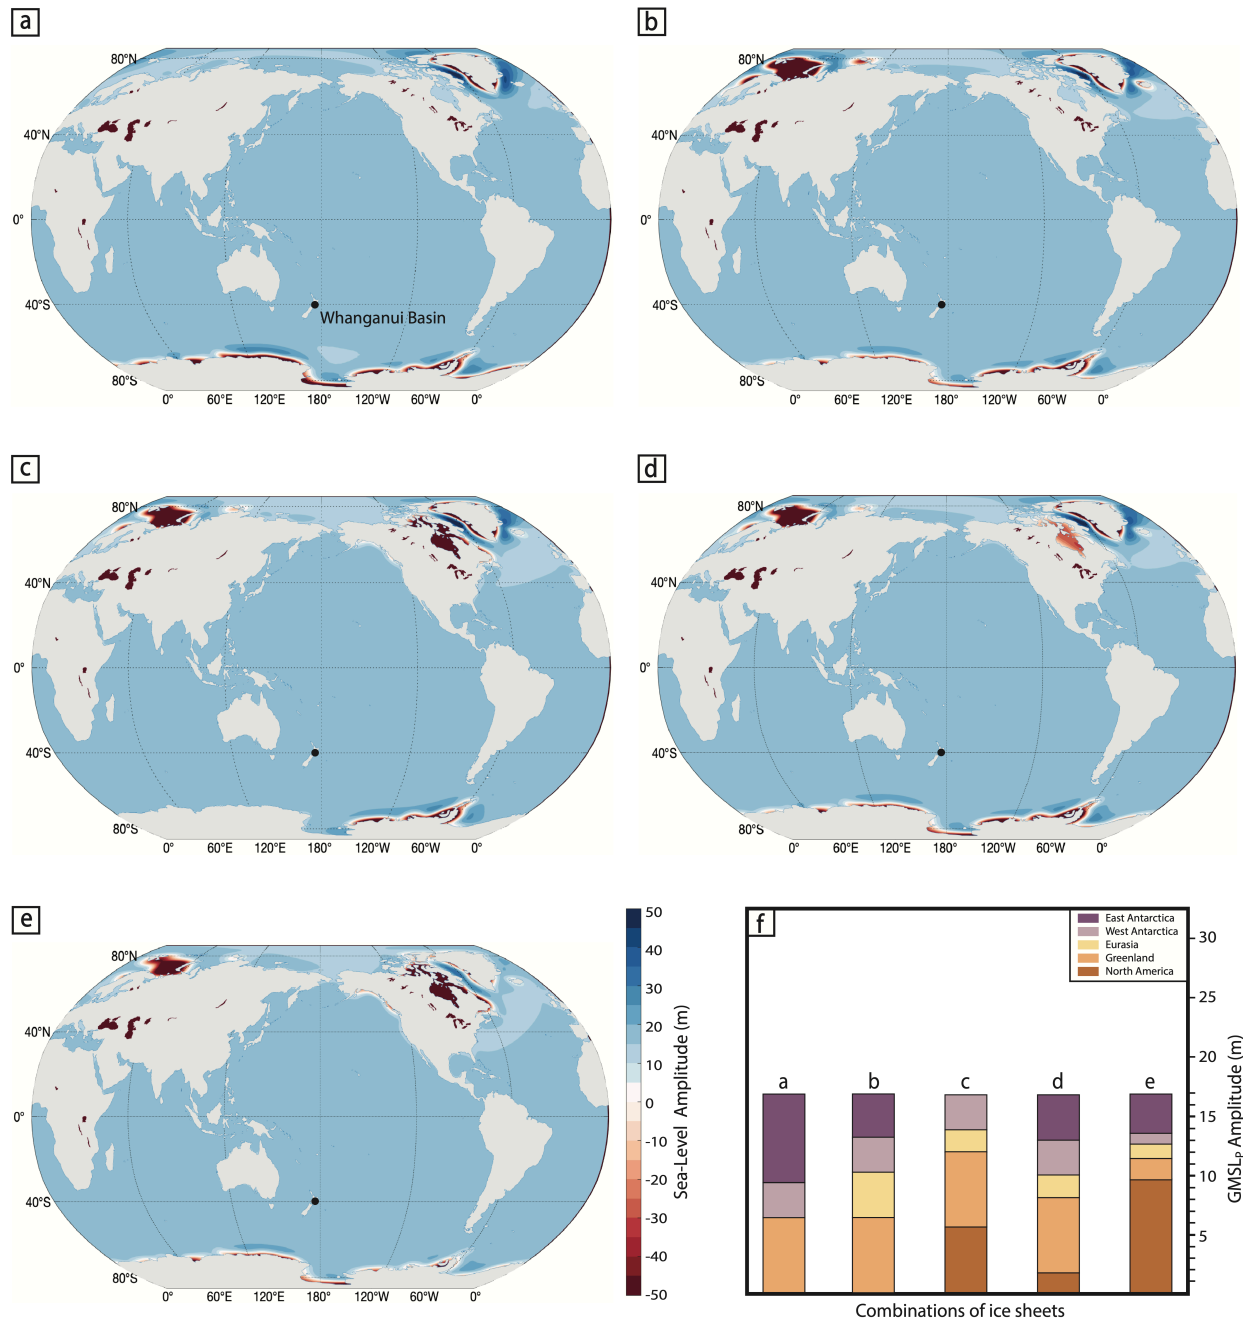 a
80°N
40°N
0°
40°S
Whanganui Basin
80°S
0° 60°E 120°E 180° 120°W 60°W 0°
b
80°N
40°N
0°
40°S
80°S
0° 60°E 120°E 180° 120°W 60°W 0°
c
80°N
40°N
0°
40°S
80°S
0° 60°E 120°E 180° 120°W 60°W 0°
d
80°N
40°N
0°
40°S
80°S
0° 60°E 120°E 180° 120°W 60°W 0°
e
80°N
40°N
0°
40°S
80°S
0° 60°E 120°E 180° 120°W 60°W 0°
50
40
30
20
10
0
-10
-20
-30
-40
-50
Sea-Level Amplitude (m)
f
East Antarctica
West Antarctica
Eurasia
Greenland
North America
a b c d e
30
25
20
15
10
5
GMSLP Amplitude (m)
Combinations of ice sheets